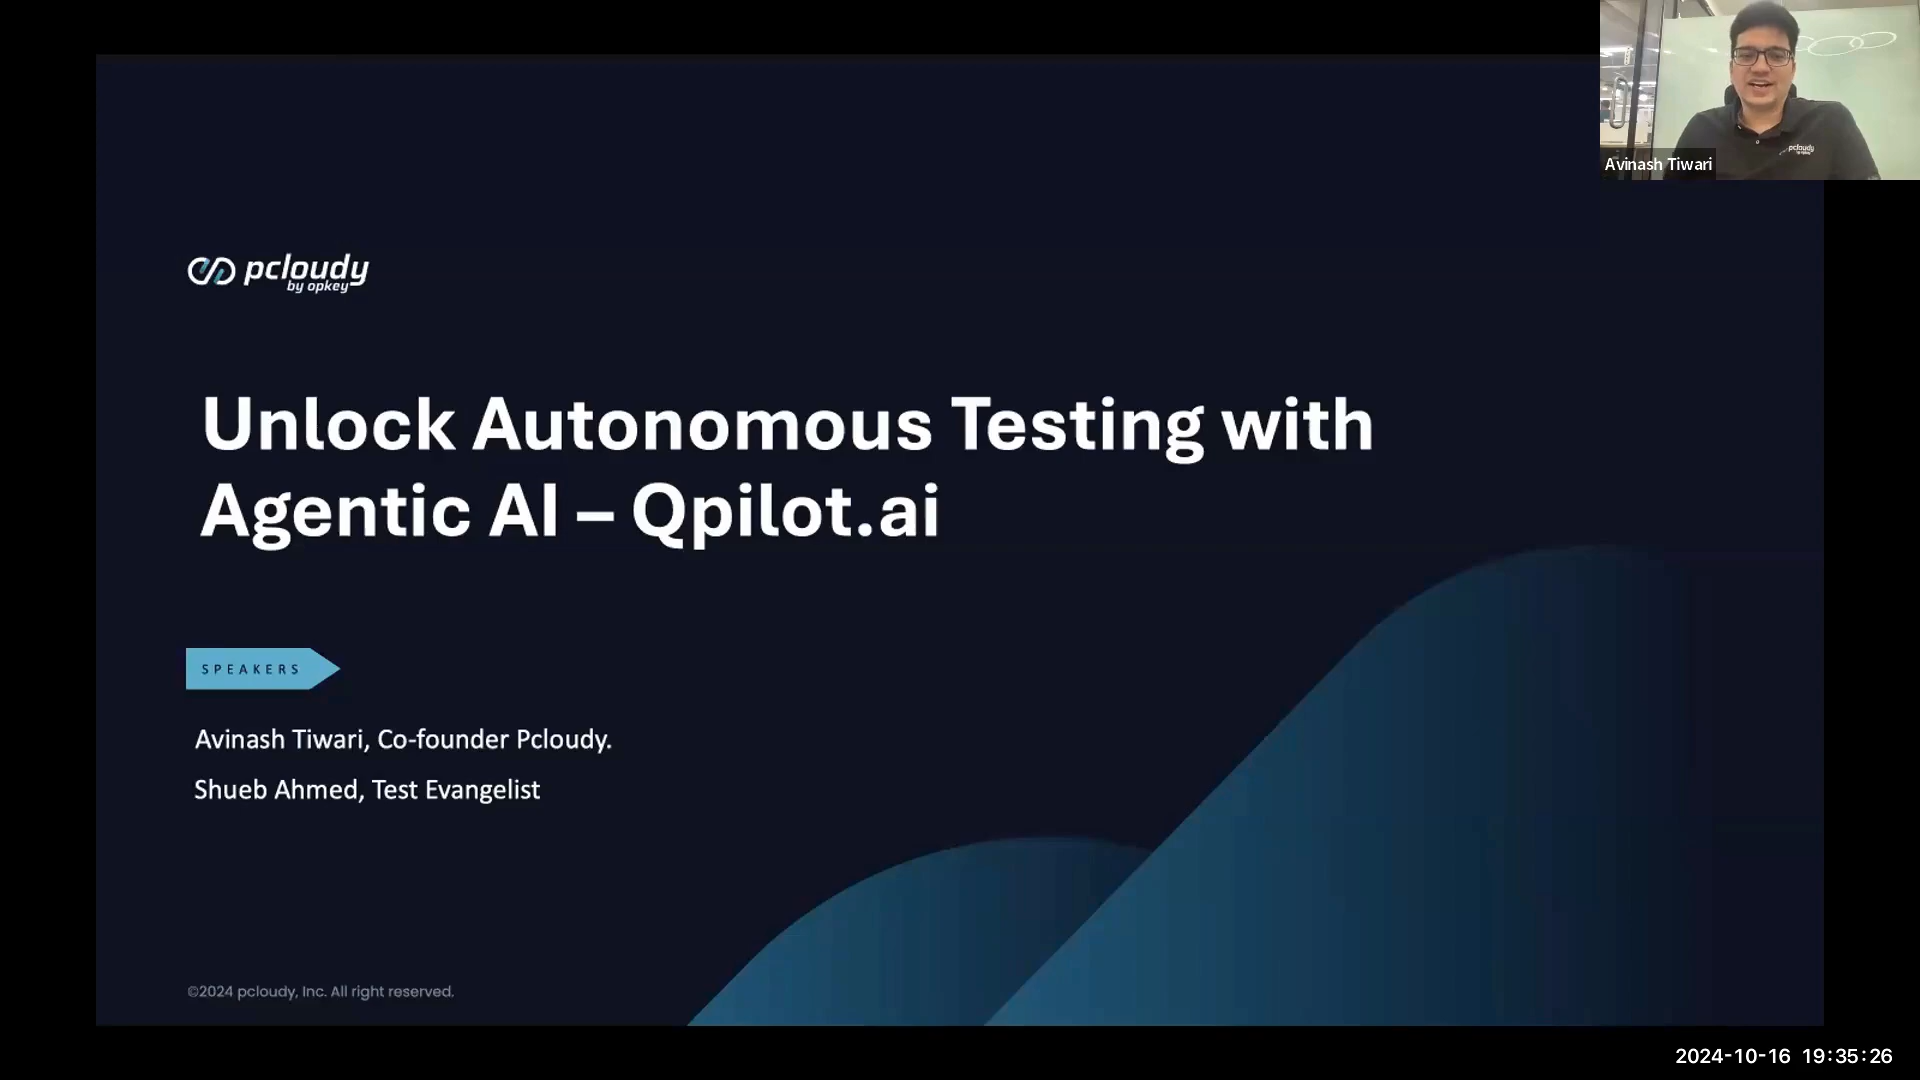 Avinash Tiwari
pcloudy
by opkey
Unlock Autonomous Testing with
Agentic AI – Qpilot.ai
SPEAKERS
Avinash Tiwari, Co-founder Pcloudy.
Shueb Ahmed, Test Evangelist
©2024 pcloudy, Inc. All right reserved.
2024-10-16 19:35:26